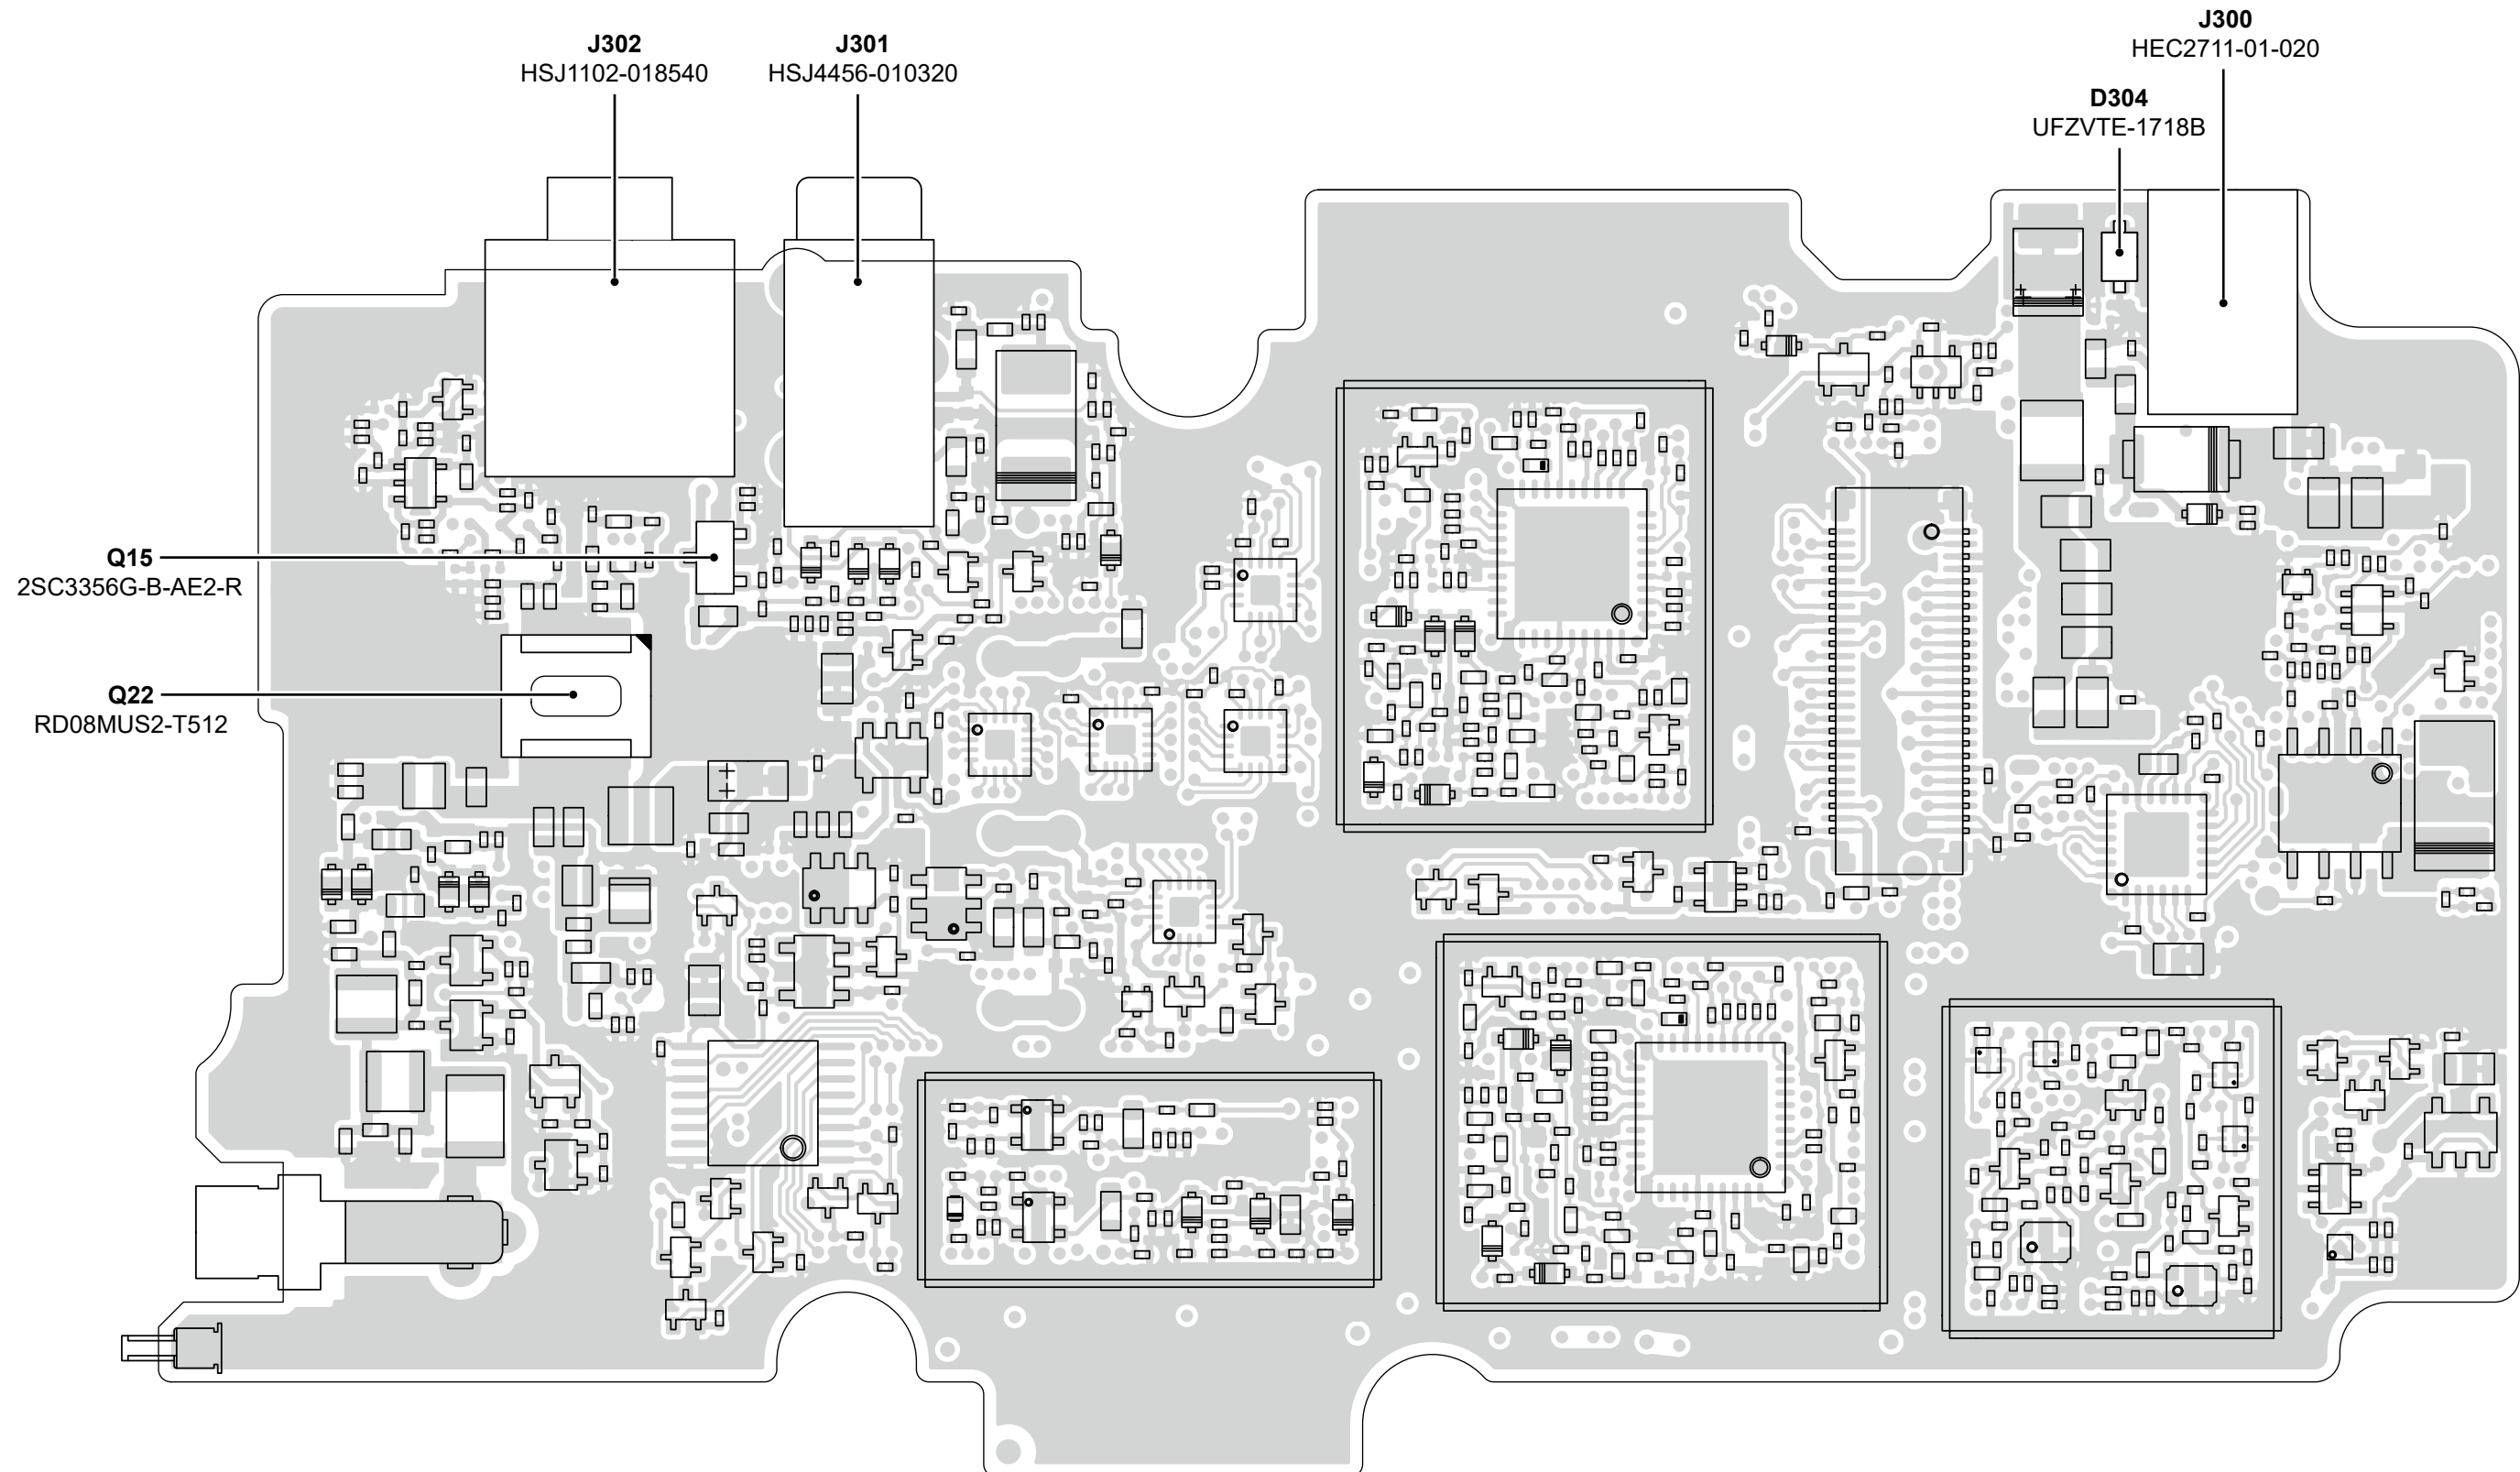 J300
HEC2711-01-020
J302
HSJ1102-018540
J301
HSJ4456-010320
D304
UFZVTE-1718B
Q15
2SC3356G-B-AE2-R
Q22
RD08MUS2-T512